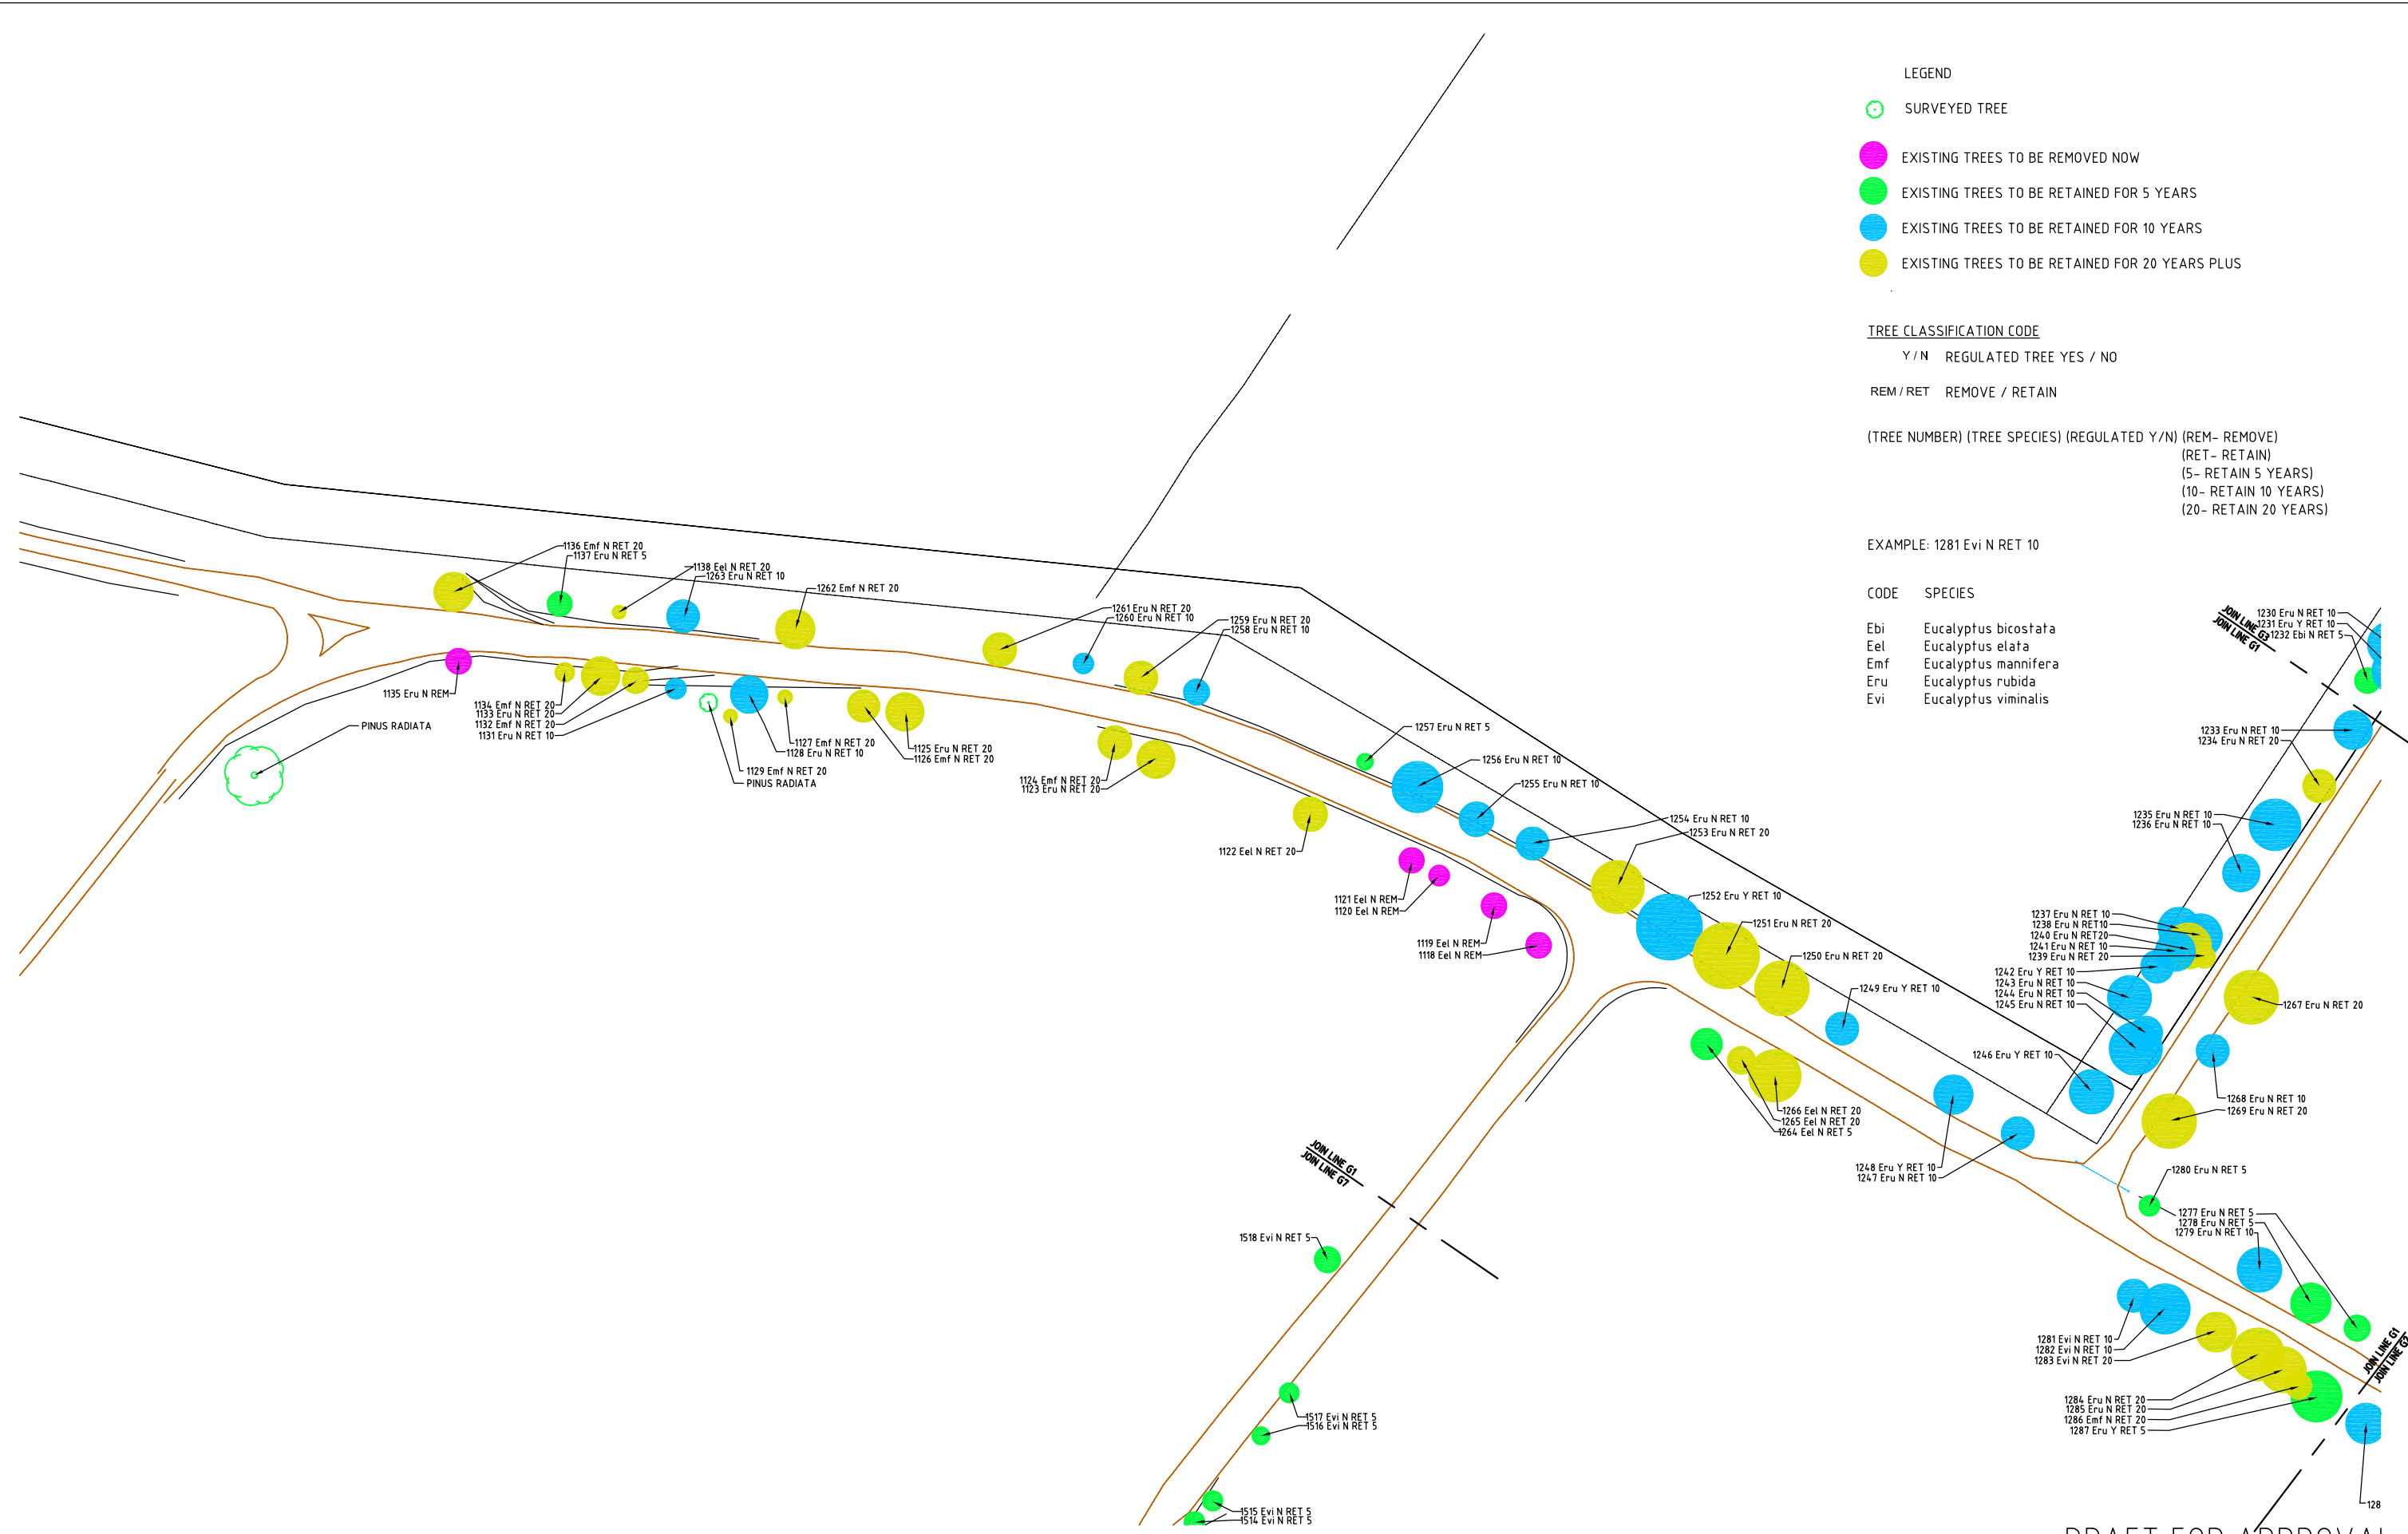 LEGEND
SURVEYED TREE
EXISTING TREES TO BE REMOVED NOW
EXISTING TREES TO BE RETAINED FOR 5 YEARS
EXISTING TREES TO BE RETAINED FOR 10 YEARS
EXISTING TREES TO BE RETAINED FOR 20 YEARS PLUS
TREE CLASSIFICATION CODE
Y / N REGULATED TREE YES / NO
REM / RET REMOVE / RETAIN
(TREE NUMBER) (TREE SPECIES) (REGULATED Y/N) (REM- REMOVE)
(RET- RETAIN)
(5- RETAIN 5 YEARS)
(10- RETAIN 10 YEARS)
(20- RETAIN 20 YEARS)
EXAMPLE: 1281 Evi N RET 10
CODE SPECIES
Ebi Eucalyptus bicostata
Eel Eucalyptus elata
Emf Eucalyptus mannifera
Eru Eucalyptus rubida
Evi Eucalyptus viminalis
1136 Emf N RET 20
1137 Eru N RET 5
1138 Eel N RET 20
1263 Eru N RET 10
1262 Emf N RET 20
1261 Eru N RET 20
1260 Eru N RET 10
1259 Eru N RET 20
1258 Eru N RET 10
1135 Eru N REM
1134 Emf N RET 20
1133 Eru N RET 20
1132 Emf N RET 20
1131 Eru N RET 10
PINUS RADIATA
1127 Emf N RET 20
1128 Eru N RET 10
1129 Emf N RET 20
PINUS RADIATA
1125 Eru N RET 20
1126 Emf N RET 20
1124 Emf N RET 20
1123 Eru N RET 20
1257 Eru N RET 5
1256 Eru N RET 10
1255 Eru N RET 10
1254 Eru N RET 10
1253 Eru N RET 20
1122 Eel N RET 20
1121 Eel N REM
1120 Eel N REM
1119 Eel N REM
1118 Eel N REM
1252 Eru Y RET 10
1251 Eru N RET 20
1250 Eru N RET 20
1249 Eru Y RET 10
JOIN LINE G3
JOIN LINE G1
1230 Eru N RET 10
1231 Eru Y RET 10
1232 Ebi N RET 5
1233 Eru N RET 10
1234 Eru N RET 20
1235 Eru N RET 10
1236 Eru N RET 10
1237 Eru N RET 10
1238 Eru N RET10
1240 Eru N RET20
1241 Eru N RET 10
1239 Eru N RET 20
1242 Eru Y RET 10
1243 Eru N RET 10
1244 Eru N RET 10
1245 Eru N RET 10
1246 Eru Y RET 10
1267 Eru N RET 20
1268 Eru N RET 10
1269 Eru N RET 20
1266 Eel N RET 20
1265 Eel N RET 20
1264 Eel N RET 5
1248 Eru Y RET 10
1247 Eru N RET 10
JOIN LINE G1
JOIN LINE G7
1280 Eru N RET 5
1277 Eru N RET 5
1278 Eru N RET 5
1279 Eru N RET 10
1518 Evi N RET 5
1281 Evi N RET 10
1282 Evi N RET 10
1283 Evi N RET 20
JOIN LINE G1
JOIN LINE G2
1284 Eru N RET 20
1285 Eru N RET 20
1286 Emf N RET 20
1287 Eru Y RET 5
1517 Evi N RET 5
1516 Evi N RET 5
1515 Evi N RET 5
1514 Evi N RET 5
128
DRAFT FOR APPROVAL